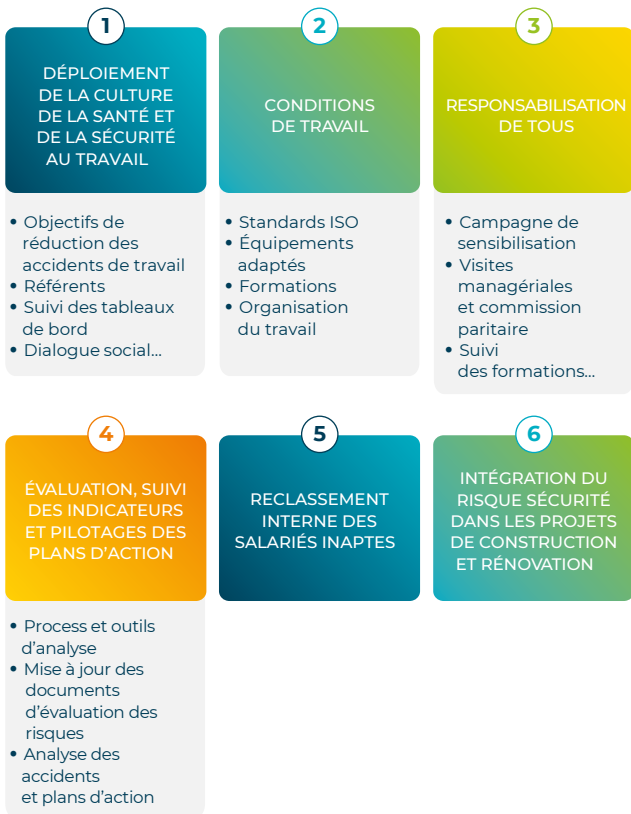 1
DÉPLOIEMENT
DE LA CULTURE
DE LA SANTÉ ET
DE LA SÉCURITÉ
AU TRAVAIL
• Objectifs de
réduction des
accidents de travail
• Référents
• Suivi des tableaux
de bord
• Dialogue social...
2
CONDITIONS
DE TRAVAIL
• Standards ISO
• Équipements
adaptés
• Formations
• Organisation
du travail
3
RESPONSABILISATION
DE TOUS
• Campagne de
sensibilisation
• Visites
managériales
et commission
paritaire
• Suivi
des formations...
4
ÉVALUATION, SUIVI
DES INDICATEURS
ET PILOTAGES DES
PLANS D’ACTION
• Process et outils
d’analyse
• Mise à jour des
documents
d’évaluation des
risques
• Analyse des
accidents
et plans d’action
5
RECLASSEMENT
INTERNE DES
SALARIÉS INAPTES
6
INTÉGRATION DU
RISQUE SÉCURITÉ
DANS LES PROJETS
DE CONSTRUCTION
ET RÉNOVATION